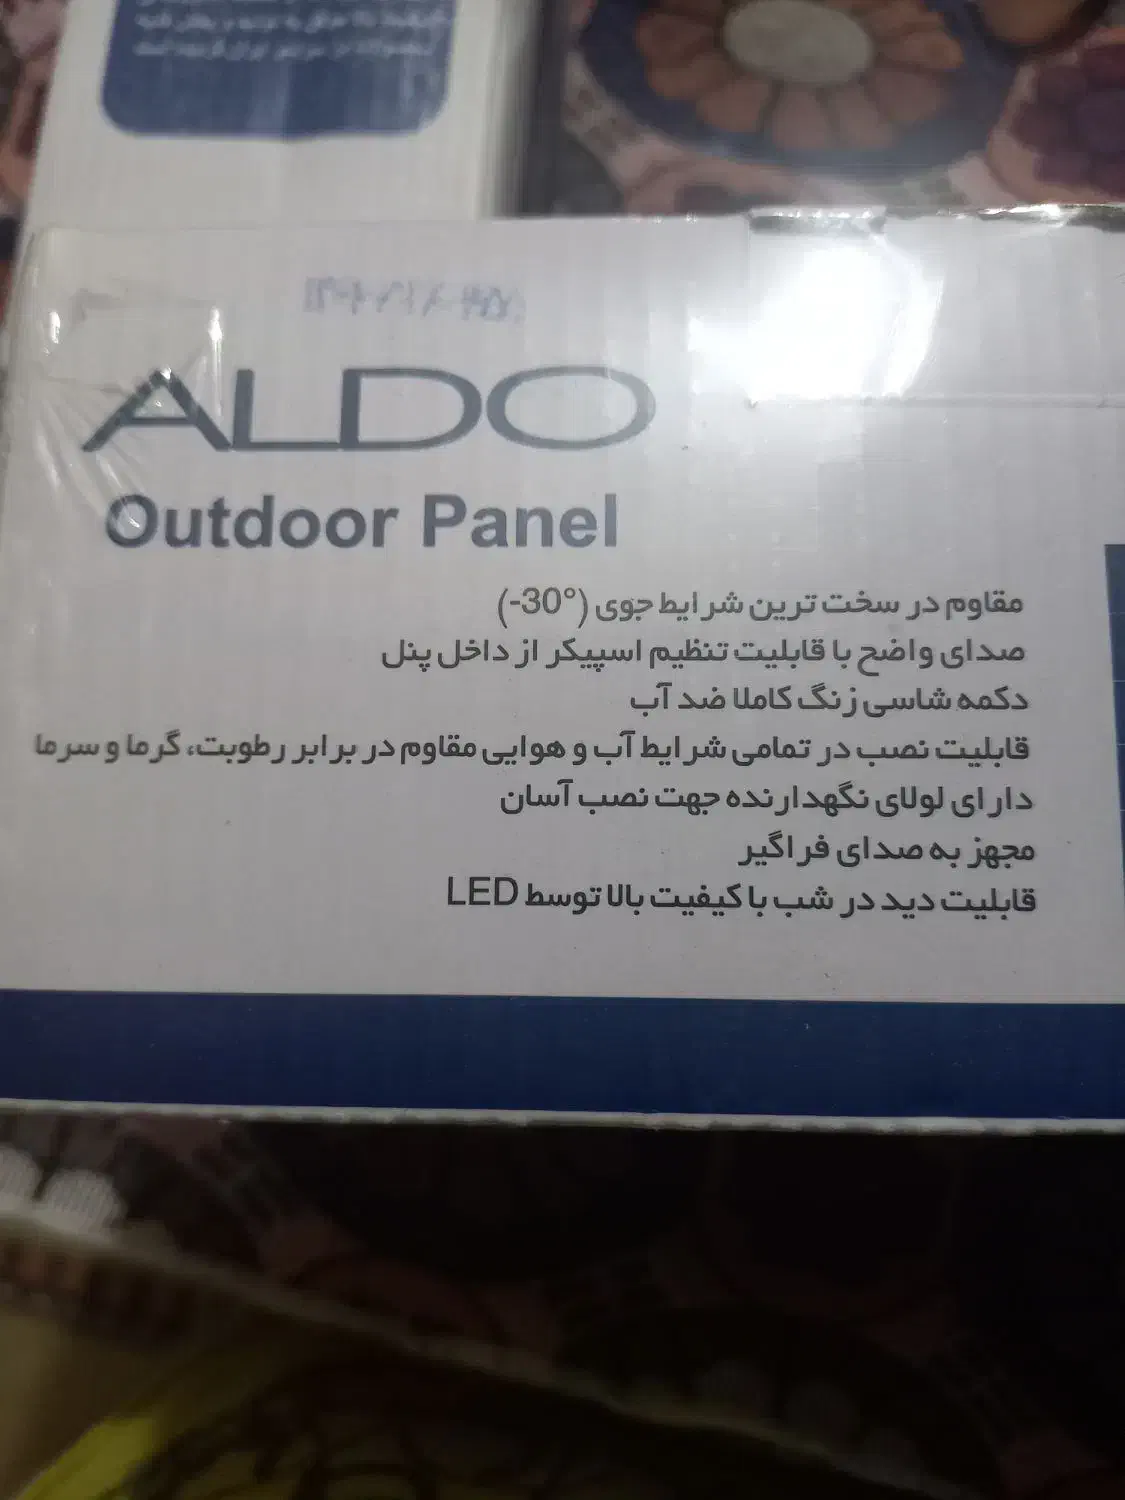 ALDO
Outdoor Panel
مقاوم در سخت ترین شرایط جوی (°30-)
صدای واضح با قابلیت تنظیم اسپیکر از داخل پنل
دکمه شاسی زنگ کاملا ضد آب
قابلیت نصب در تمامی شرایط آب و هوایی مقاوم در برابر رطوبت، گرما و سرما
دارای لولای نگهدارنده جهت نصب آسان
مجهز به صدای فراگیر
قابلیت دید در شب با کیفیت بالا توسط LED